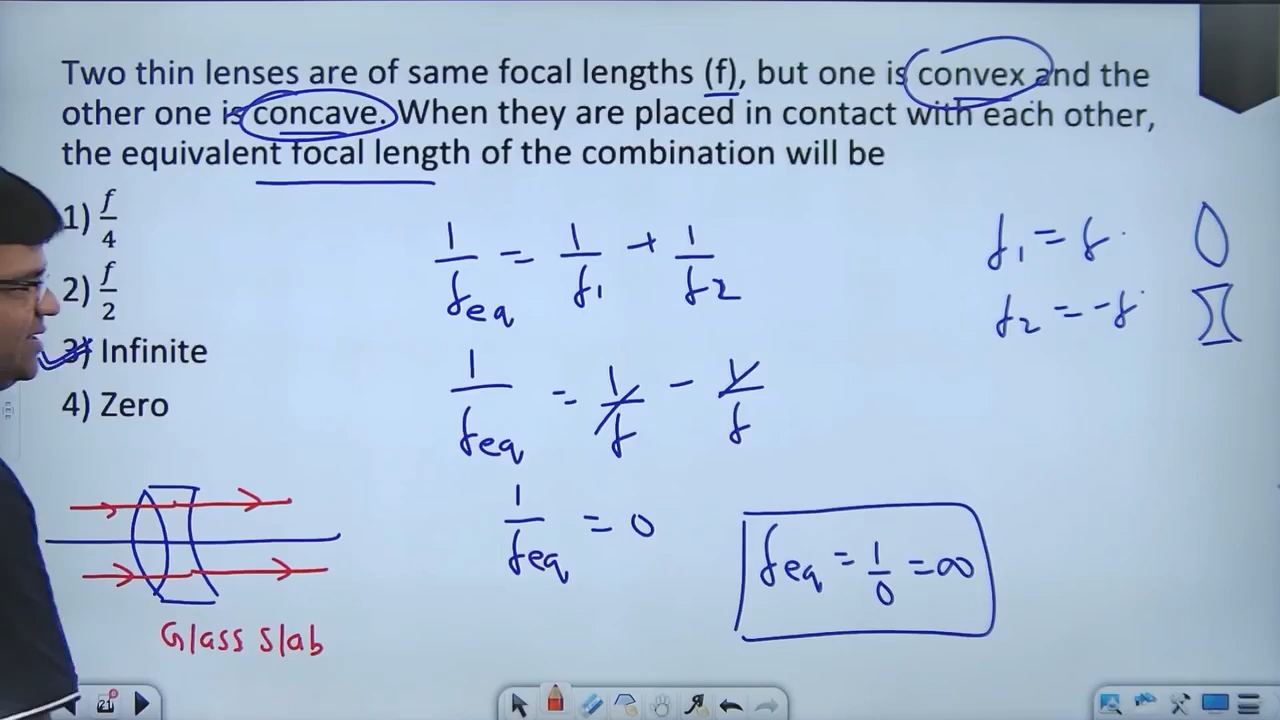 Two thin lenses are of same focal lengths (f), but one is convex and the
other one is concave. When they are placed in contact with each other,
the equivalent focal length of the combination will be
1) f/4
2) f/2
3) Infinite
4) Zero
1/feq = 1/f1 + 1/f2
1/feq = 1/f - 1/f
1/feq = 0
feq = 1/0 = ∞
f1 = f
f2 = -f
Glass slab
21